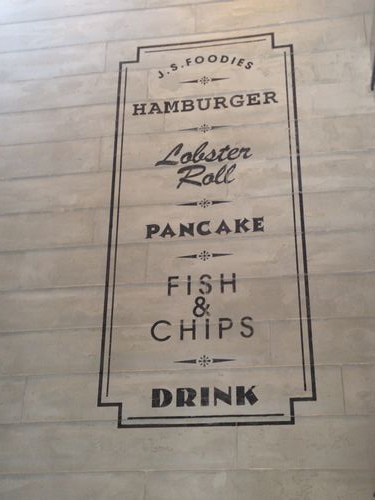 J.S. FOODIES
HAMBURGER
Lobster
Roll
PANCAKE
FISH
&
CHIPS
DRINK